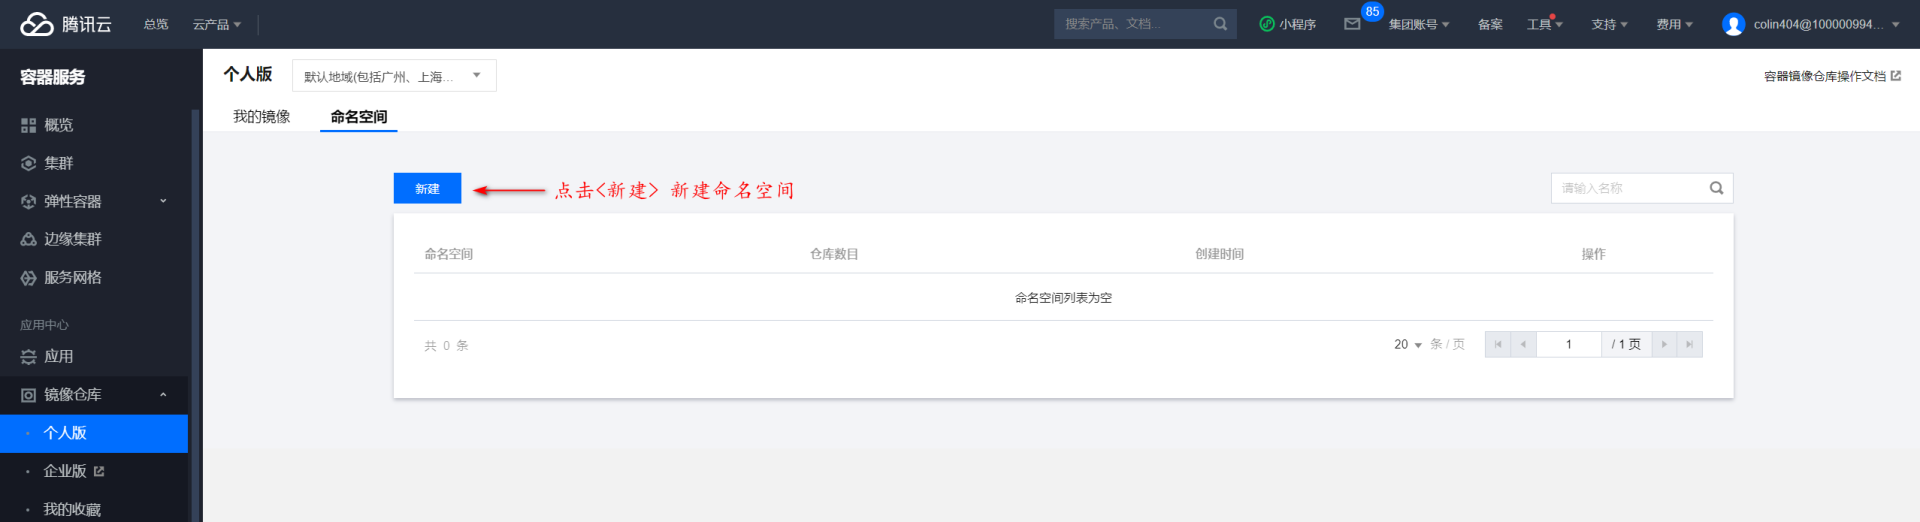 腾讯云 总览 云产品 搜索产品、文档... 小程序 85 集团账号 备案 工具 支持 费用 colin404@100000994...
容器服务
概览
集群
弹性容器
边缘集群
服务网格
应用中心
应用
镜像仓库
个人版
企业版
我的收藏
个人版 默认地域(包括广州、上海... 容器镜像仓库操作文档
我的镜像 命名空间
新建 点击<新建> 新建命名空间 请输入名称
命名空间 仓库数目 创建时间 操作
命名空间列表为空
共 0 条 20 条 / 页 1 / 1 页